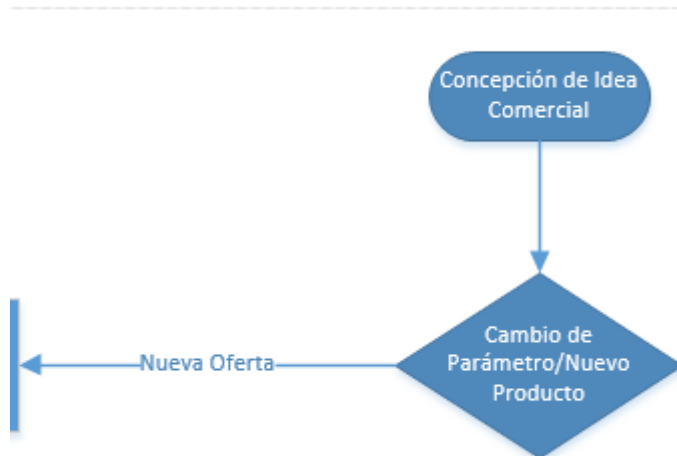 Concepción de Idea
Comercial
Nueva Oferta
Cambio de
Parámetro/Nuevo
Producto